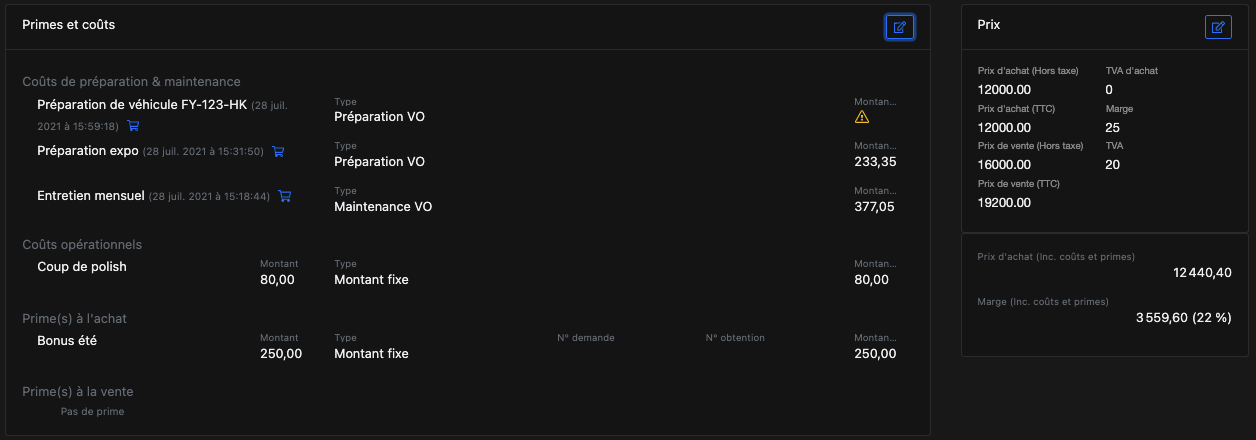 Primes et coûts
Coûts de préparation & maintenance
Préparation de véhicule FY-123-HK (28 juil.
2021 à 15:59:18)
Type
Préparation VO
Montan...
Préparation expo (28 juil. 2021 à 15:31:50)
Type
Préparation VO
Montan...
233,35
Entretien mensuel (28 juil. 2021 à 15:18:44)
Type
Maintenance VO
Montan...
377,05
Coûts opérationnels
Coup de polish
Montant
80,00
Type
Montant fixe
Montan...
80,00
Prime(s) à l'achat
Bonus été
Montant
250,00
Type
Montant fixe
N° demande
N° obtention
Montan...
250,00
Prime(s) à la vente
Pas de prime
Prix
Prix d'achat (Hors taxe)
12000.00
TVA d'achat
0
Prix d'achat (TTC)
12000.00
Marge
25
Prix de vente (Hors taxe)
16000.00
TVA
20
Prix de vente (TTC)
19200.00
Prix d'achat (Inc. coûts et primes)
12 440,40
Marge (Inc. coûts et primes)
3 559,60 (22 %)